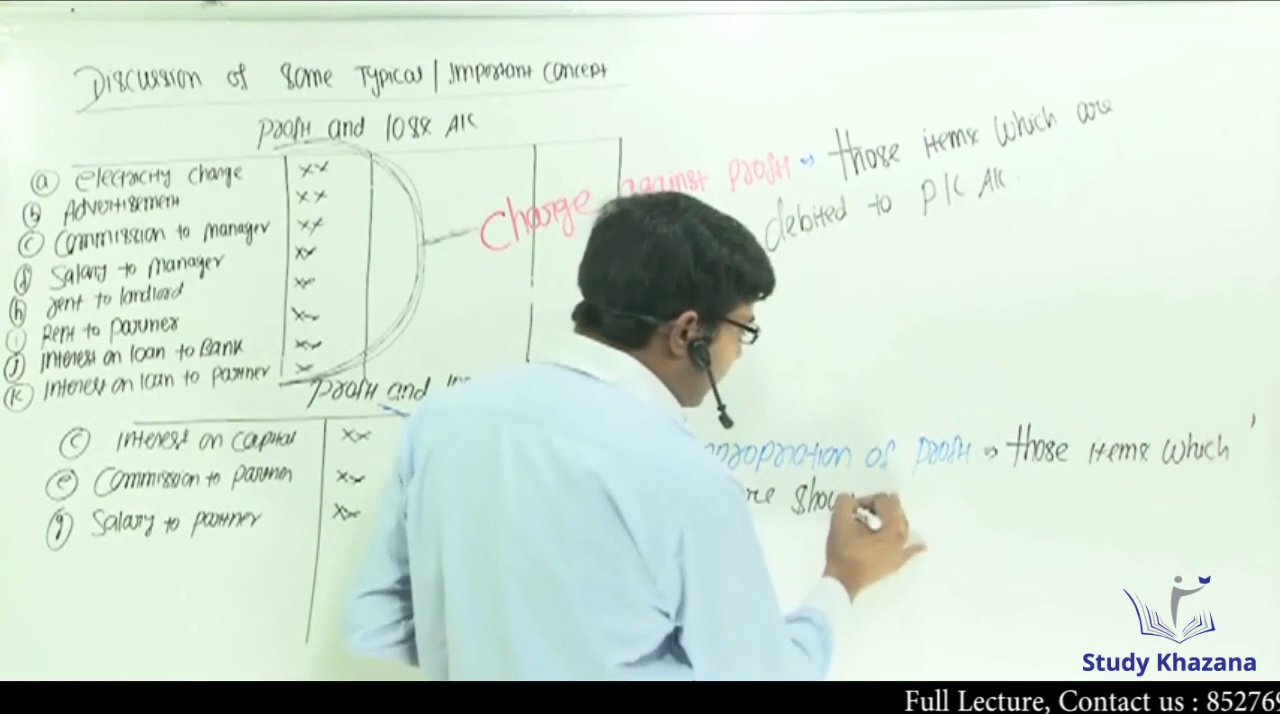 Discussion of Some Typical / Important Concept
Profit and loss A/C
(a) electricity charge xx
(b) Advertisement xx
(c) Commission to manager xx
(d) Salary to manager xx
(h) rent to landlord xx
(i) Rent to partner xx
(j) Interest on loan to Bank xx
(k) Interest on loan to partner xx
Charge against profit → those items which are
debited to P/L A/C.
Profit and
(c) Interest on capital xx
(e) Commission to partner xx
(g) Salary to partner xx
of profit → those items which
are
Study Khazana
Full Lecture, Contact us : 85276